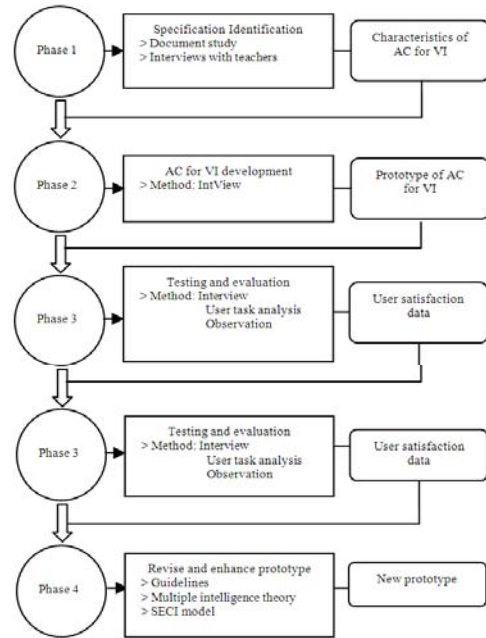 Phase 1
Specification Identification
> Document study
> Interviews with teachers
Characteristics of
AC for VI
Phase 2
AC for VI development
> Method: IntView
Prototype of AC
for VI
Phase 3
Testing and evaluation
> Method: Interview
User task analysis
Observation
User satisfaction
data
Phase 3
Testing and evaluation
> Method: Interview
User task analysis
Observation
User satisfaction
data
Phase 4
Revise and enhance prototype
> Guidelines
> Multiple intelligence theory
> SECI model
New prototype